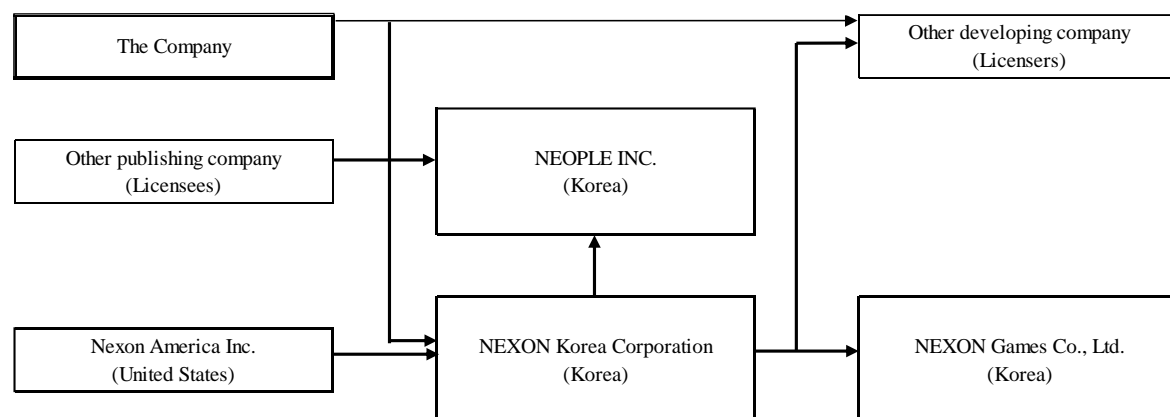 The Company
Other developing company
(Licensers)
Other publishing company
(Licensees)
NEOPLE INC.
(Korea)
Nexon America Inc.
(United States)
NEXON Korea Corporation
(Korea)
NEXON Games Co., Ltd.
(Korea)